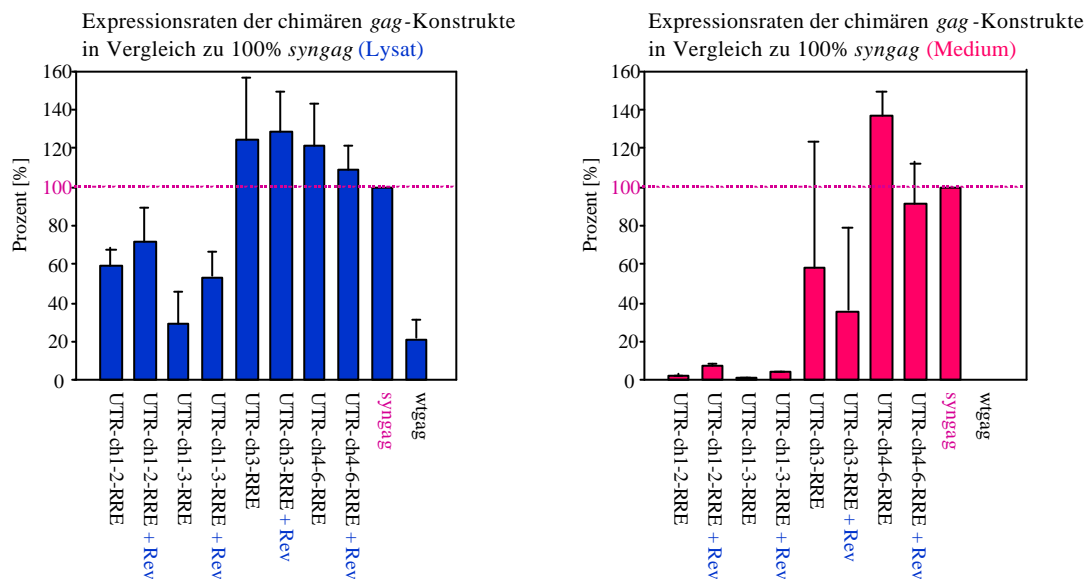 Expressionsraten der chimären gag-Konstrukte
in Vergleich zu 100% syngag (Lysat)
Prozent [%]
160
140
120
100
80
60
40
20
0
UTR-ch1-2-RRE
UTR-ch1-2-RRE + Rev
UTR-ch1-3-RRE
UTR-ch1-3-RRE + Rev
UTR-ch3-RRE
UTR-ch3-RRE + Rev
UTR-ch4-6-RRE
UTR-ch4-6-RRE + Rev
syngag
wtgag
Expressionsraten der chimären gag-Konstrukte
in Vergleich zu 100% syngag (Medium)
Prozent [%]
160
140
120
100
80
60
40
20
0
UTR-ch1-2-RRE
UTR-ch1-2-RRE + Rev
UTR-ch1-3-RRE
UTR-ch1-3-RRE + Rev
UTR-ch3-RRE
UTR-ch3-RRE + Rev
UTR-ch4-6-RRE
UTR-ch4-6-RRE + Rev
syngag
wtgag